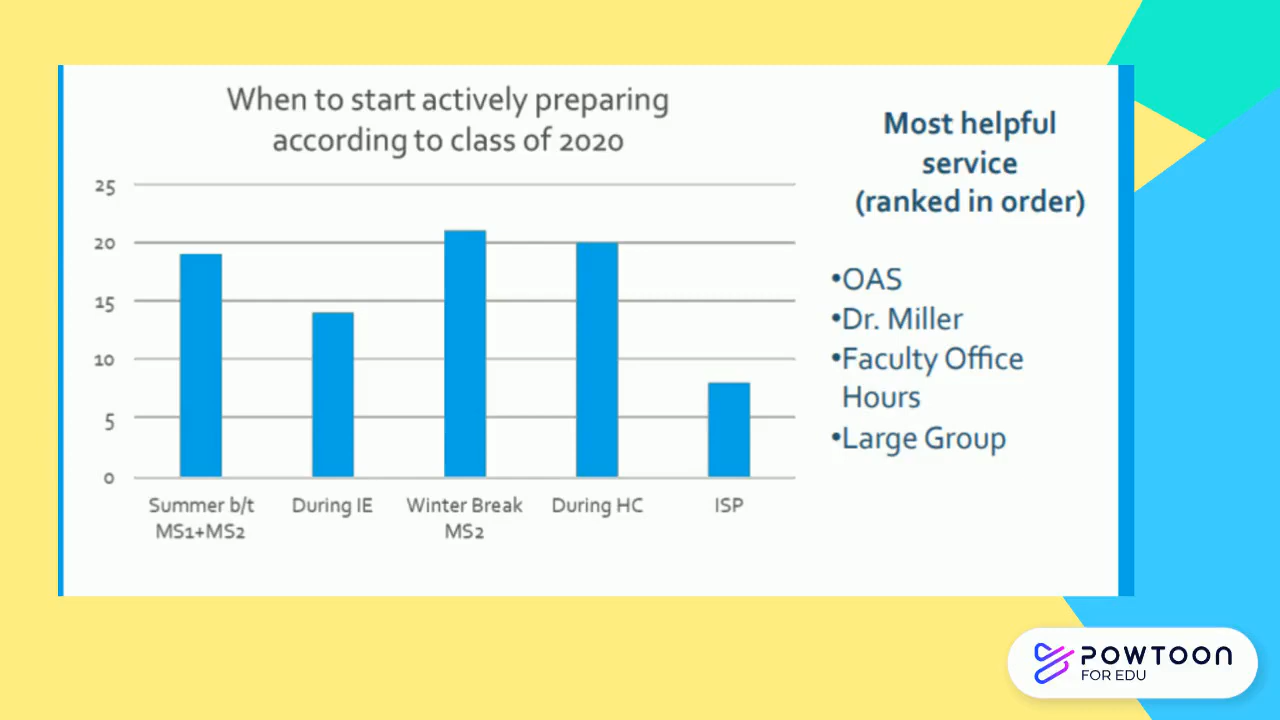 When to start actively preparing
according to class of 2020
25
20
15
10
5
0
Summer b/t
MS1+MS2
During IE
Winter Break
MS2
During HC
ISP
Most helpful
service
(ranked in order)
•OAS
•Dr. Miller
•Faculty Office
Hours
•Large Group
POWTOON
FOR EDU